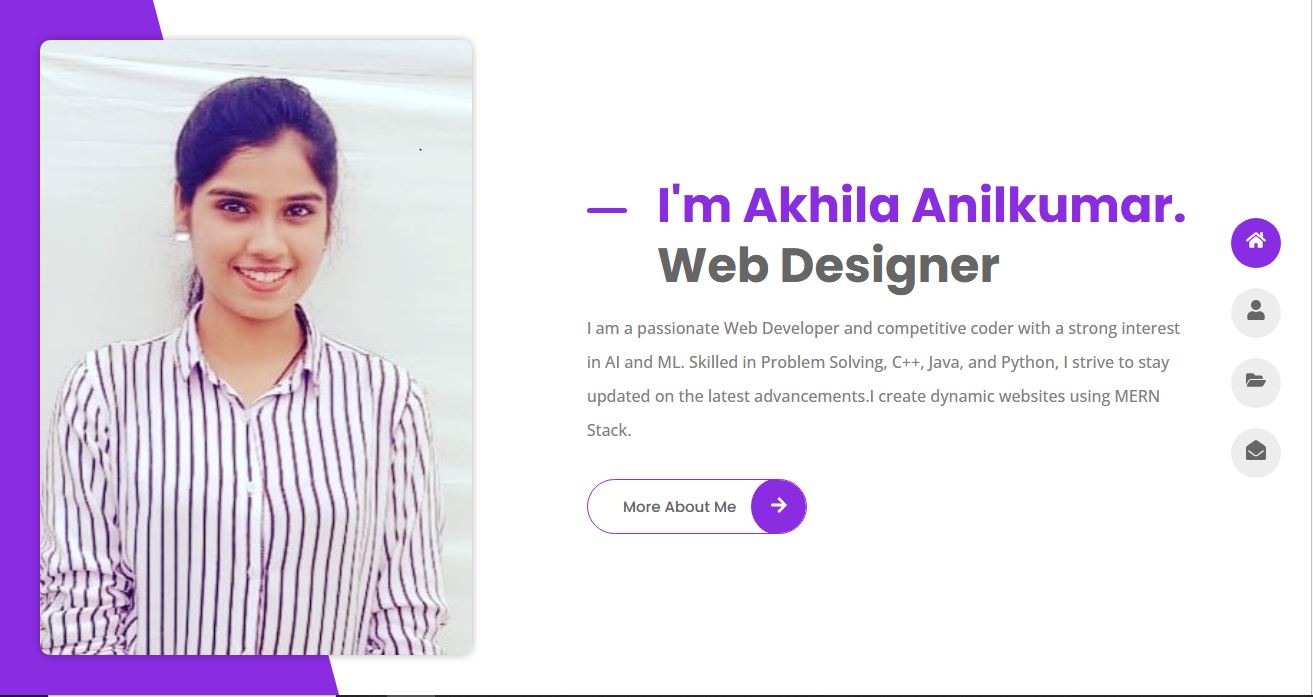 I'm Akhila Anilkumar.
Web Designer
I am a passionate Web Developer and competitive coder with a strong interest
in AI and ML. Skilled in Problem Solving, C++, Java, and Python, I strive to stay
updated on the latest advancements.I create dynamic websites using MERN
Stack.
More About Me